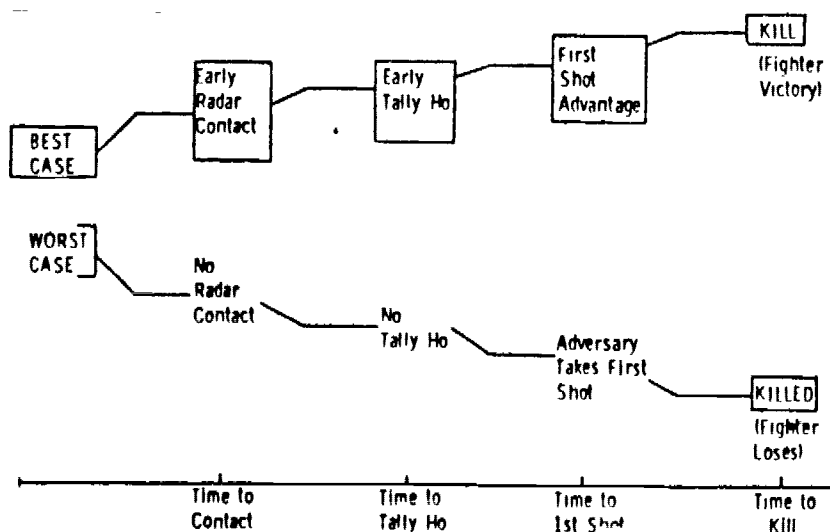 KILL
(Fighter
Victory)
First
Shot
Advantage
Early
Tally Ho
Early
Radar
Contact
BEST
CASE
WORST
CASE
No
Radar
Contact
No
Tally Ho
Adversary
Takes First
Shot
KILLED
(Fighter
Loses)
Time to
Contact
Time to
Tally Ho
Time to
1st Shot
Time to
Kill